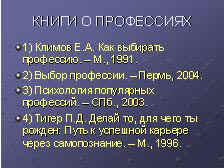 КНИГИ О ПРОФЕССИЯХ
1) Климов Е.А. Как выбирать
профессию. – М., 1991.
2) Выбор профессии. – Пермь, 2004.
3) Психология популярных
профессий. – СПб., 2003.
4) Тигер П.Д. Делай то, для чего ты
рожден: Путь к успешной карьере
через самопознание. – М., 1996.